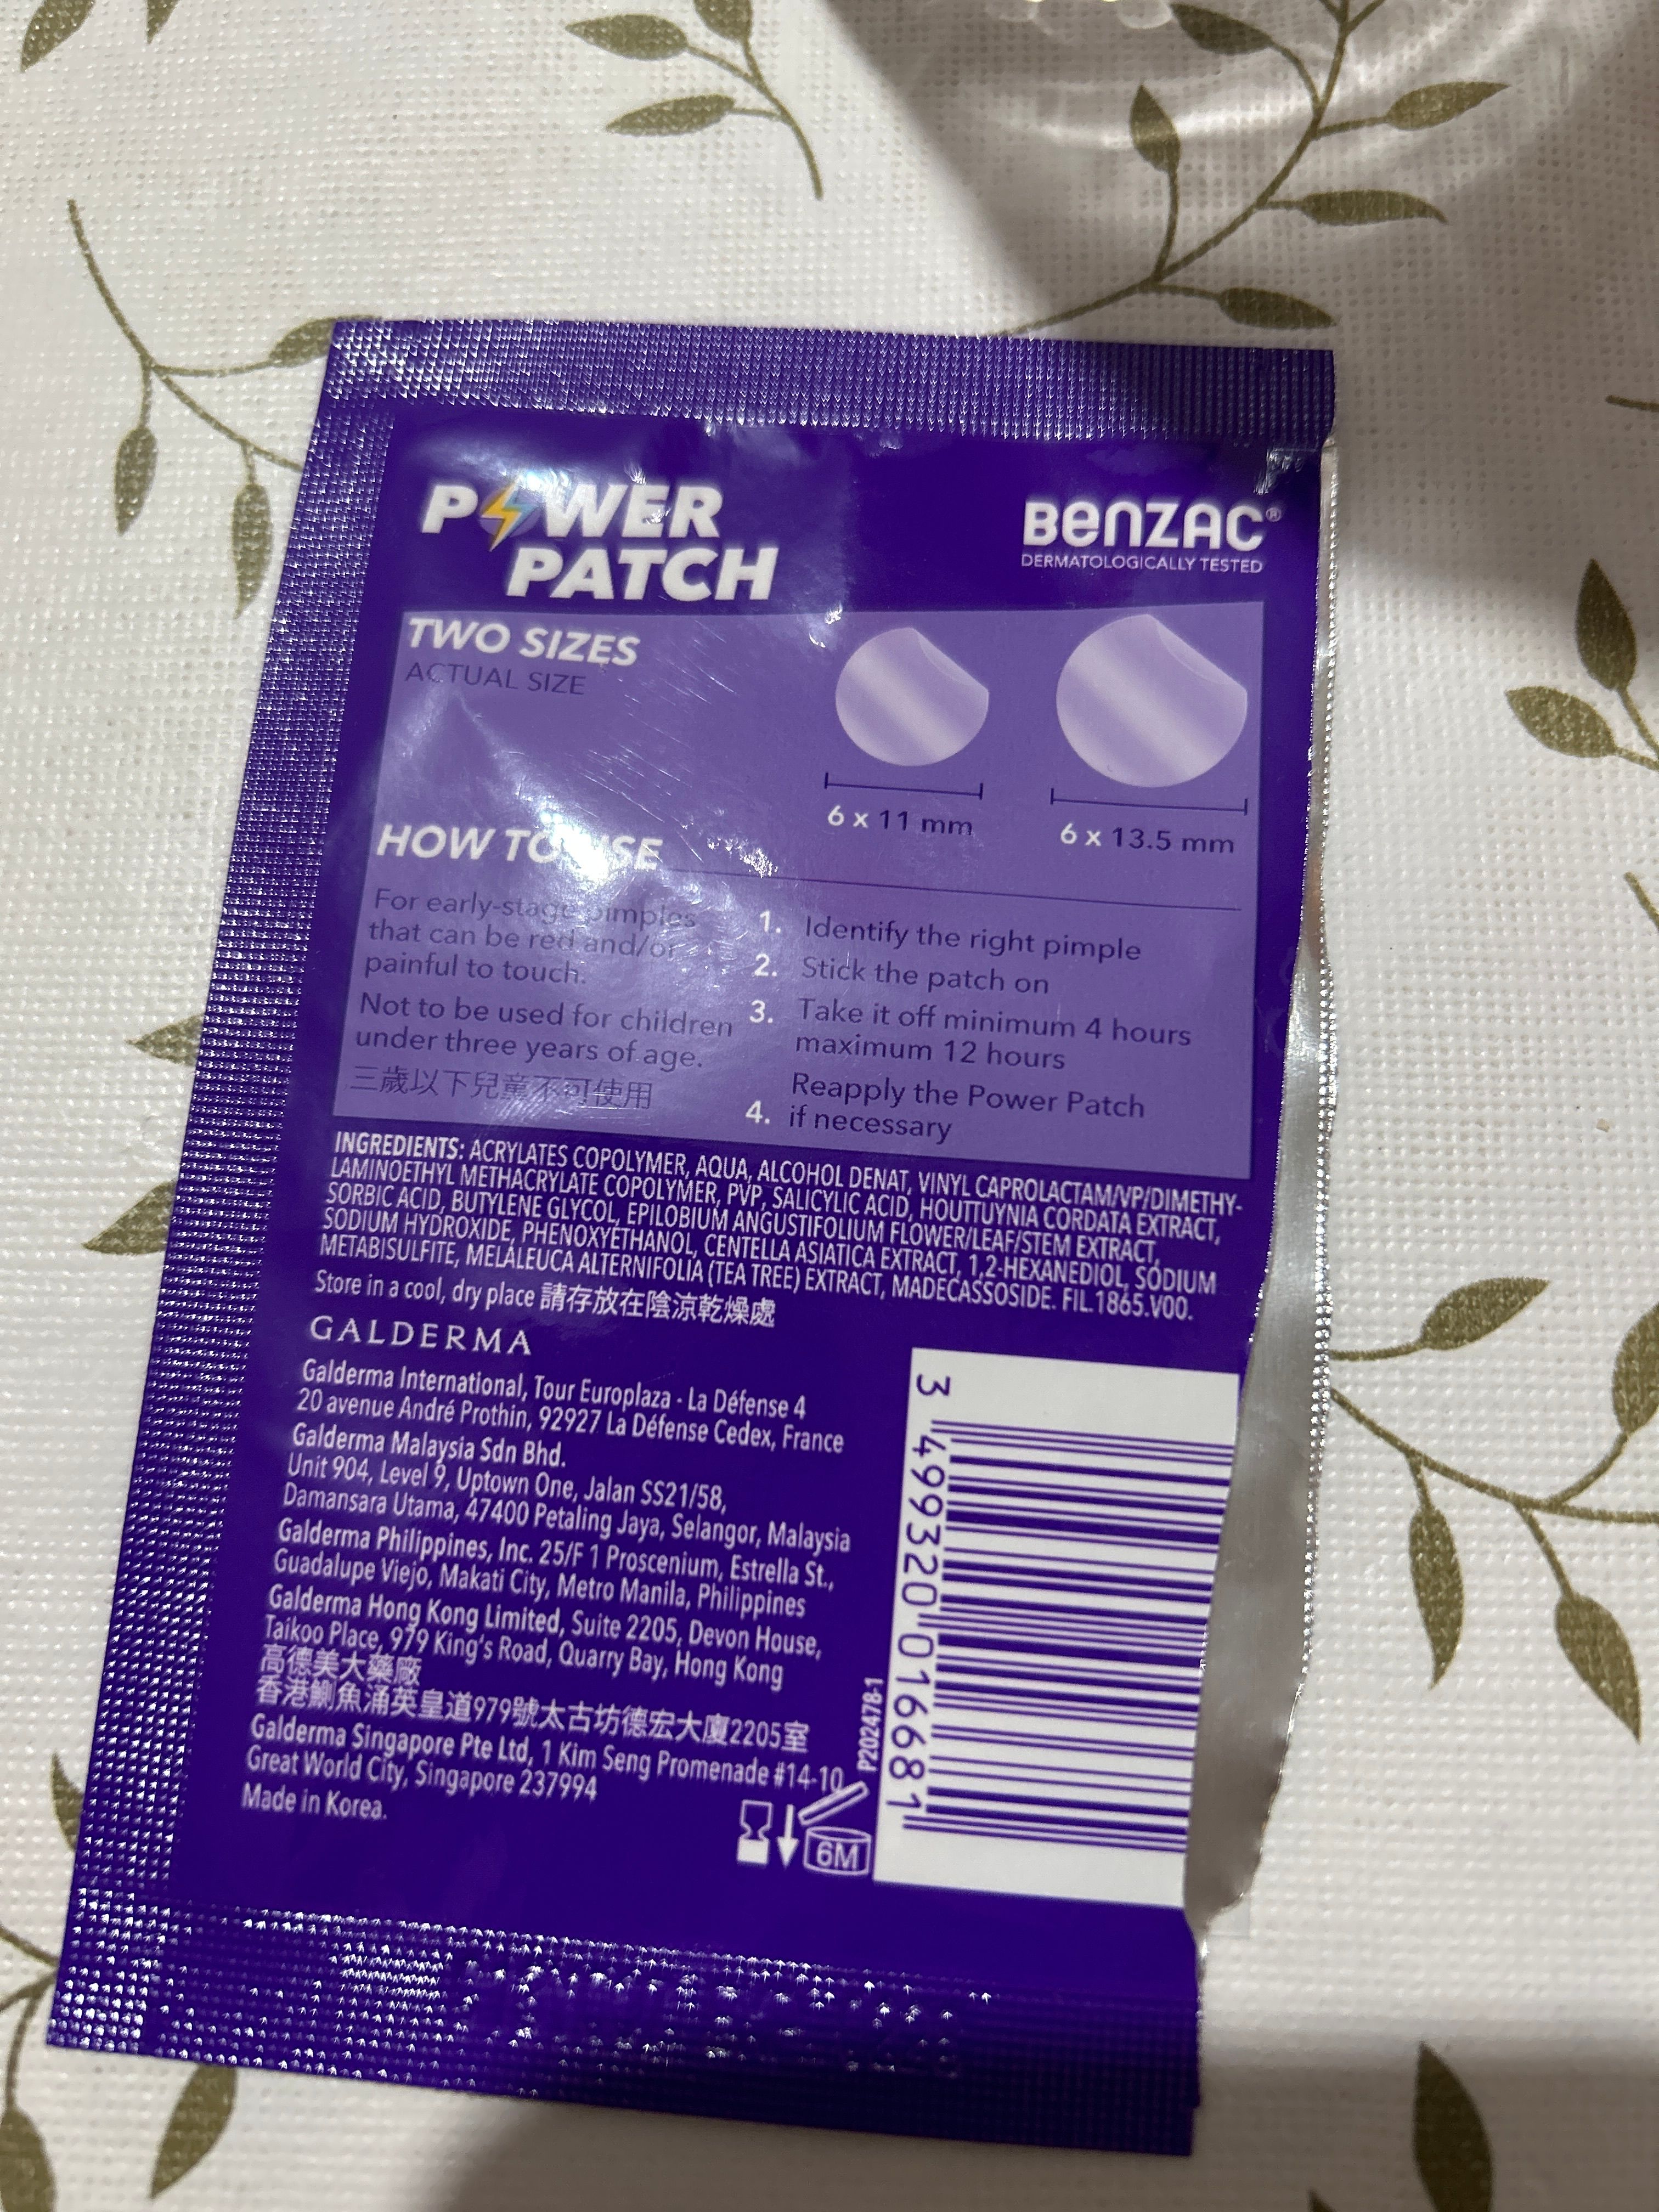 POWER
PATCH
BENZAC®
DERMATOLOGICALLY TESTED
TWO SIZES
ACTUAL SIZE
6 x 11 mm
6 x 13.5 mm
HOW TO USE
For early-stage pimples
that can be red and/or
painful to touch.
Not to be used for children
under three years of age.
三歲以下兒童不可使用
1. Identify the right pimple
2. Stick the patch on
3. Take it off minimum 4 hours
maximum 12 hours
4. Reapply the Power Patch
if necessary
INGREDIENTS: ACRYLATES COPOLYMER, AQUA, ALCOHOL DENAT, VINYL CAPROLACTAM/VP/DIMETHY-
LAMINOETHYL METHACRYLATE COPOLYMER, PVP, SALICYLIC ACID, HOUTTUYNIA CORDATA EXTRACT,
SORBIC ACID, BUTYLENE GLYCOL, EPILOBIUM ANGUSTIFOLIUM FLOWER/LEAF/STEM EXTRACT,
SODIUM HYDROXIDE, PHENOXYETHANOL, CENTELLA ASIATICA EXTRACT, 1,2-HEXANEDIOL, SODIUM
METABISULFITE, MELALEUCA ALTERNIFOLIA (TEA TREE) EXTRACT, MADECASSOSIDE. FIL.1865.V00.
Store in a cool, dry place 請存放在陰涼乾燥處
GALDERMA
Galderma International, Tour Europlaza - La Défense 4
20 avenue André Prothin, 92927 La Défense Cedex, France
Galderma Malaysia Sdn Bhd.
Unit 904, Level 9, Uptown One, Jalan SS21/58,
Damansara Utama, 47400 Petaling Jaya, Selangor, Malaysia
Galderma Philippines, Inc. 25/F 1 Proscenium, Estrella St.,
Guadalupe Viejo, Makati City, Metro Manila, Philippines
Galderma Hong Kong Limited, Suite 2205, Devon House,
Taikoo Place, 979 King's Road, Quarry Bay, Hong Kong
高德美大藥廠
香港鰂魚涌英皇道979號太古坊德宏大廈2205室
Galderma Singapore Pte Ltd, 1 Kim Seng Promenade #14-10,
Great World City, Singapore 237994
Made in Korea.
6M
P202478-1
3 499320 016681